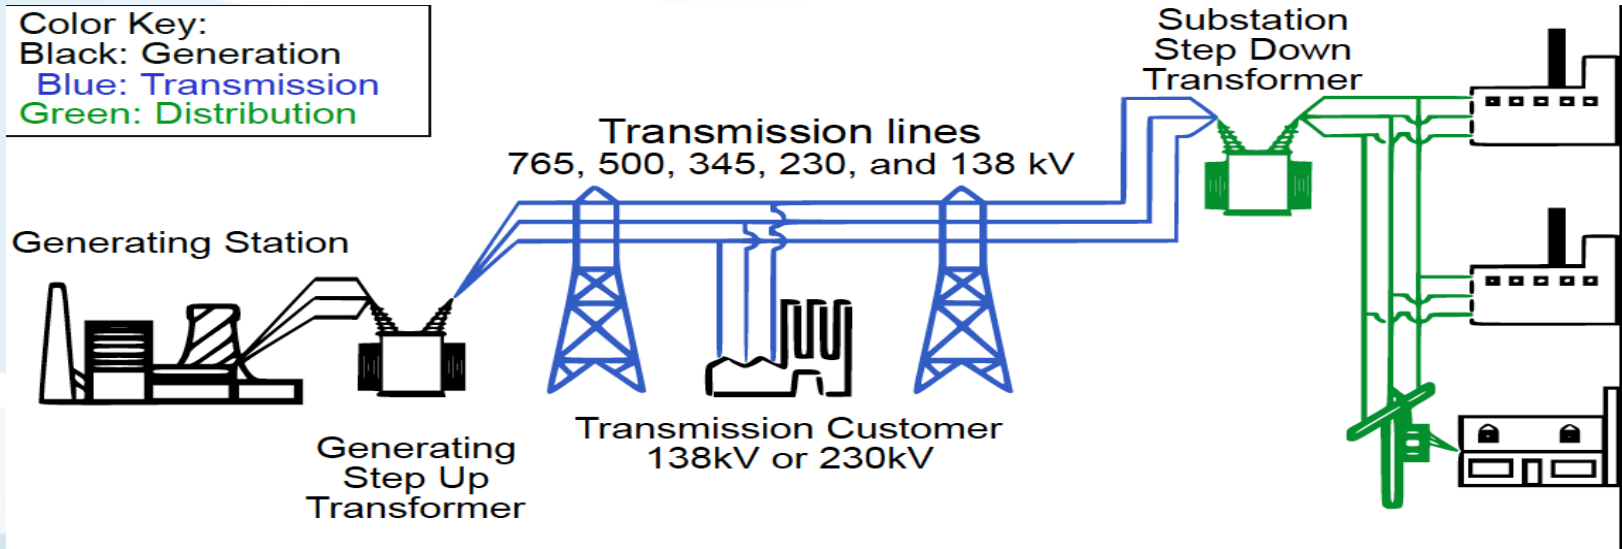 Color Key:
Black: Generation
Blue: Transmission
Green: Distribution
Substation
Step Down
Transformer
Transmission lines
765, 500, 345, 230, and 138 kV
Generating Station
Generating
Step Up
Transformer
Transmission Customer
138kV or 230kV